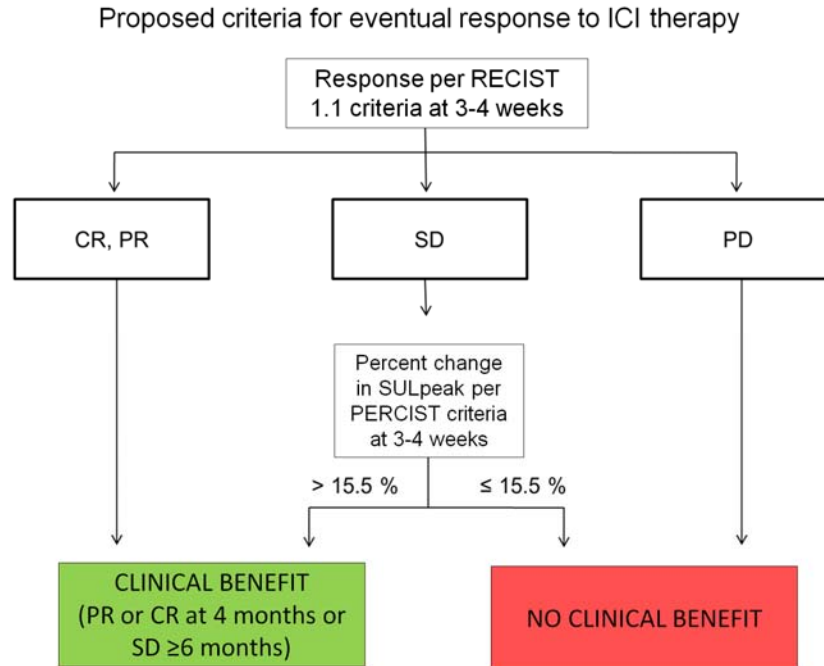 Proposed criteria for eventual response to ICI therapy
Response per RECIST
1.1 criteria at 3-4 weeks
CR, PR
SD
PD
Percent change
in SULpeak per
PERCIST criteria
at 3-4 weeks
> 15.5 %
≤ 15.5 %
CLINICAL BENEFIT
(PR or CR at 4 months or
SD ≥6 months)
NO CLINICAL BENEFIT